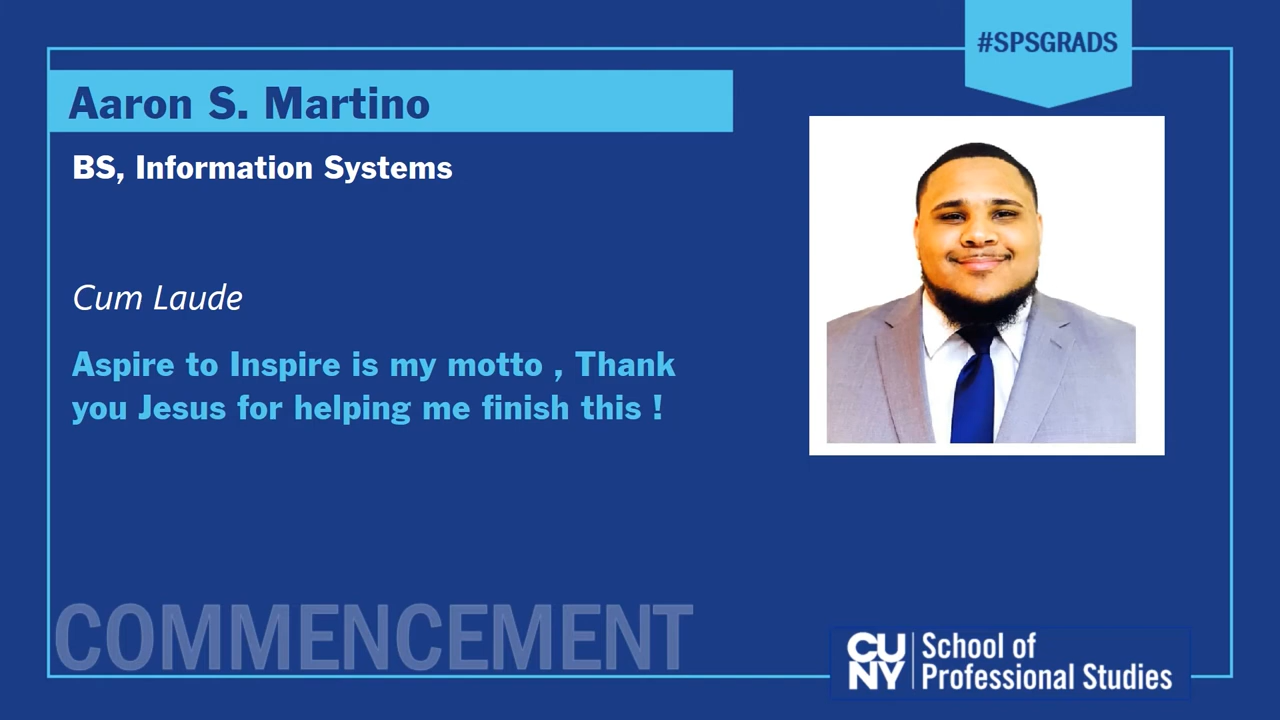 #SPSGRADS
Aaron S. Martino
BS, Information Systems
Cum Laude
Aspire to Inspire is my motto , Thank
you Jesus for helping me finish this !
COMMENCEMENT
CU
NY
School of
Professional Studies